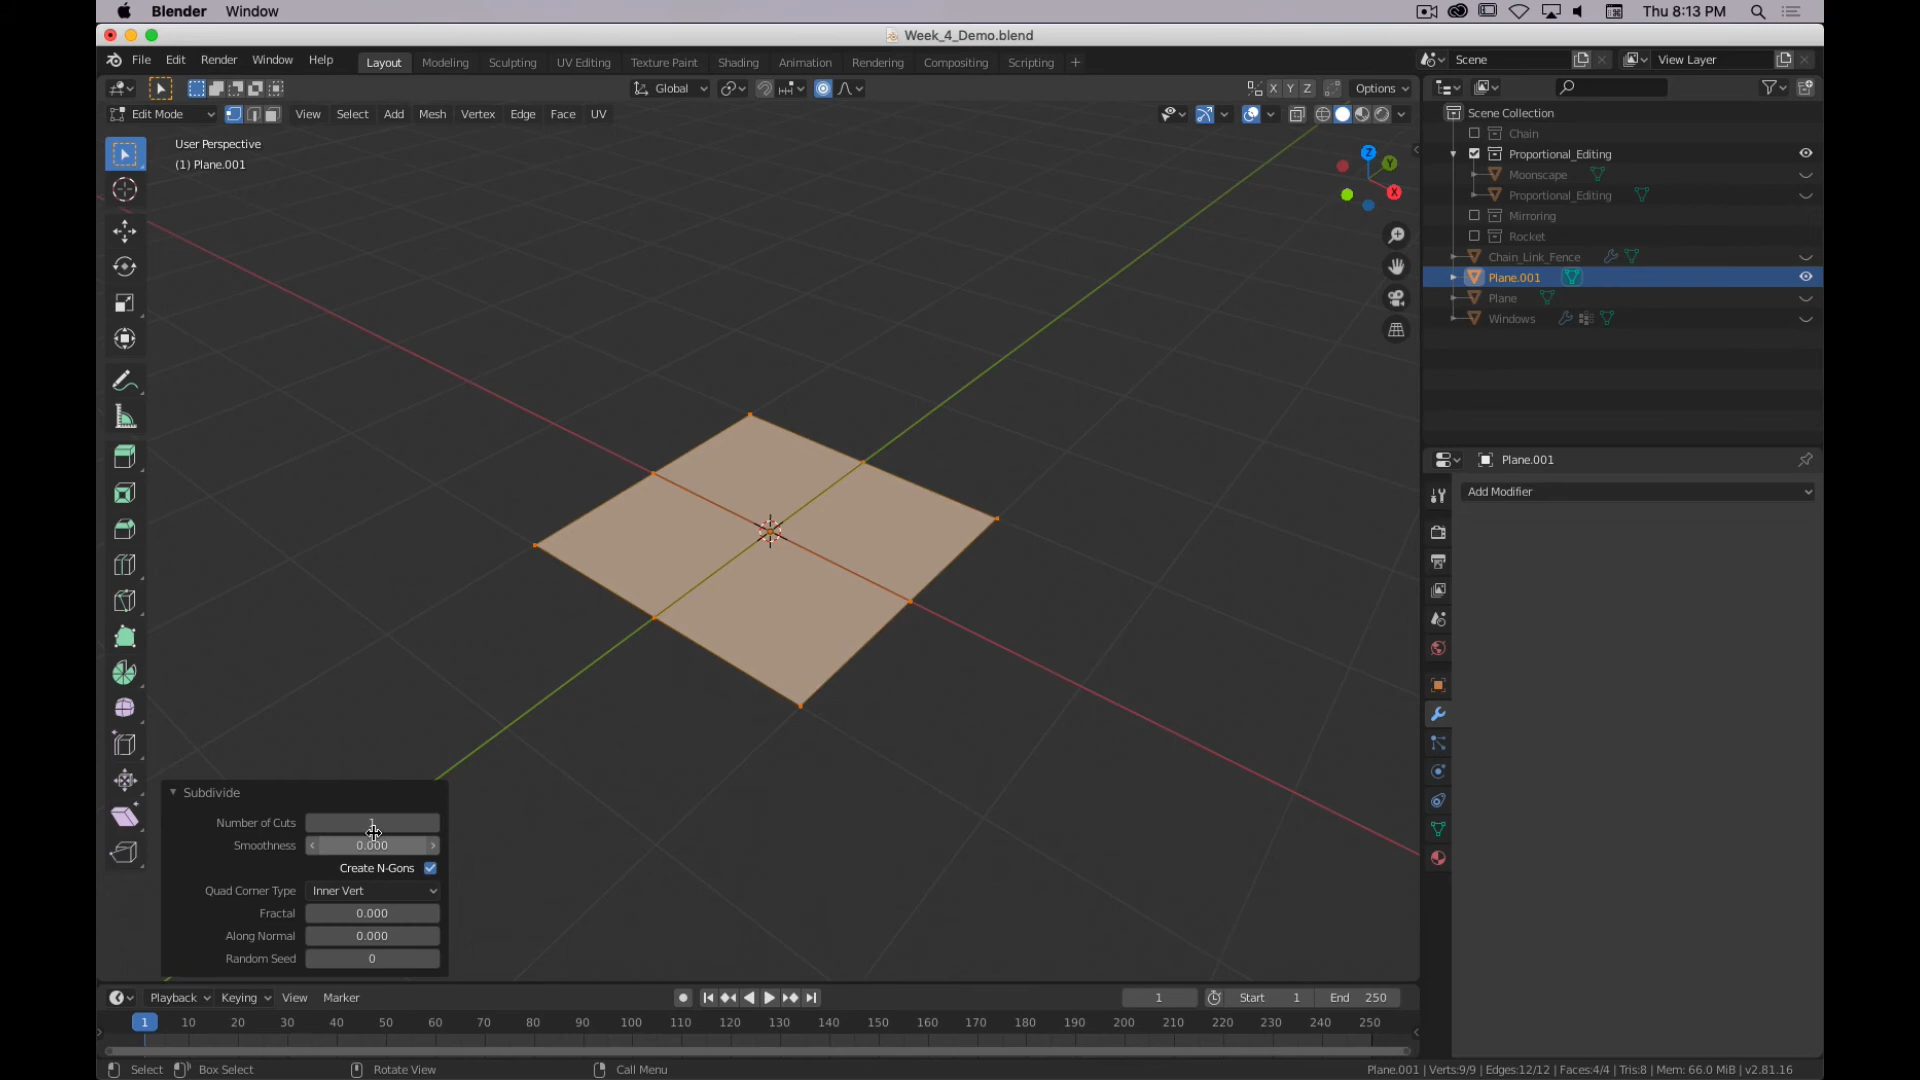 Blender Window
Thu 8:13 PM
Week_4_Demo.blend
File Edit Render Window Help
Layout Modeling Sculpting UV Editing Texture Paint Shading Animation Rendering Compositing Scripting +
Scene
View Layer
Global
X Y Z Options
Edit Mode View Select Add Mesh Vertex Edge Face UV
User Perspective
(1) Plane.001
Z
Y
X
Scene Collection
Chain
Proportional_Editing
Moonscape
Proportional_Editing
Mirroring
Rocket
Chain_Link_Fence
Plane.001
Plane
Windows
Plane.001
Add Modifier
Subdivide
Number of Cuts 1
Smoothness 0.000
Create N-Gons
Quad Corner Type Inner Vert
Fractal 0.000
Along Normal 0.000
Random Seed 0
Playback Keying View Marker
1 Start 1 End 250
1 10 20 30 40 50 60 70 80 90 100 110 120 130 140 150 160 170 180 190 200 210 220 230 240 250
Select Box Select Rotate View Call Menu
Plane.001 | Verts:9/9 | Edges:12/12 | Faces:4/4 | Tris:8 | Mem: 66.0 MiB | v2.81.16